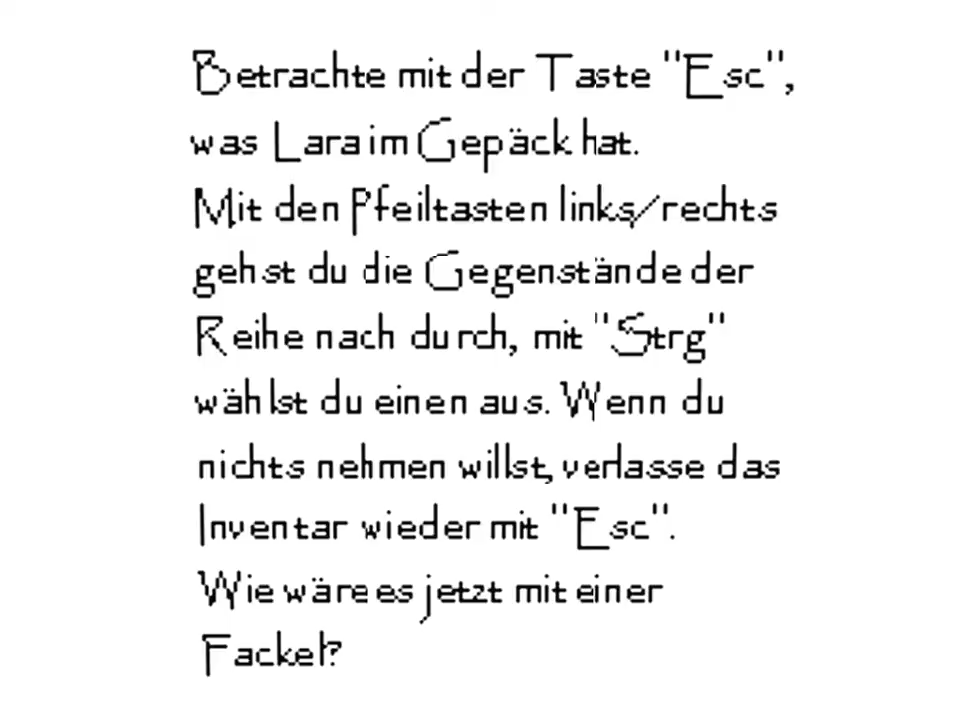 Betrachte mit der Taste "Esc",
was Lara im Gepäck hat.
Mit den Pfeiltasten links/rechts
gehst du die Gegenstände der
Reihe nach durch, mit "Strg"
wählst du einen aus. Wenn du
nichts nehmen willst, verlasse das
Inventar wieder mit "Esc".
Wie wäre es jetzt mit einer
Fackel?